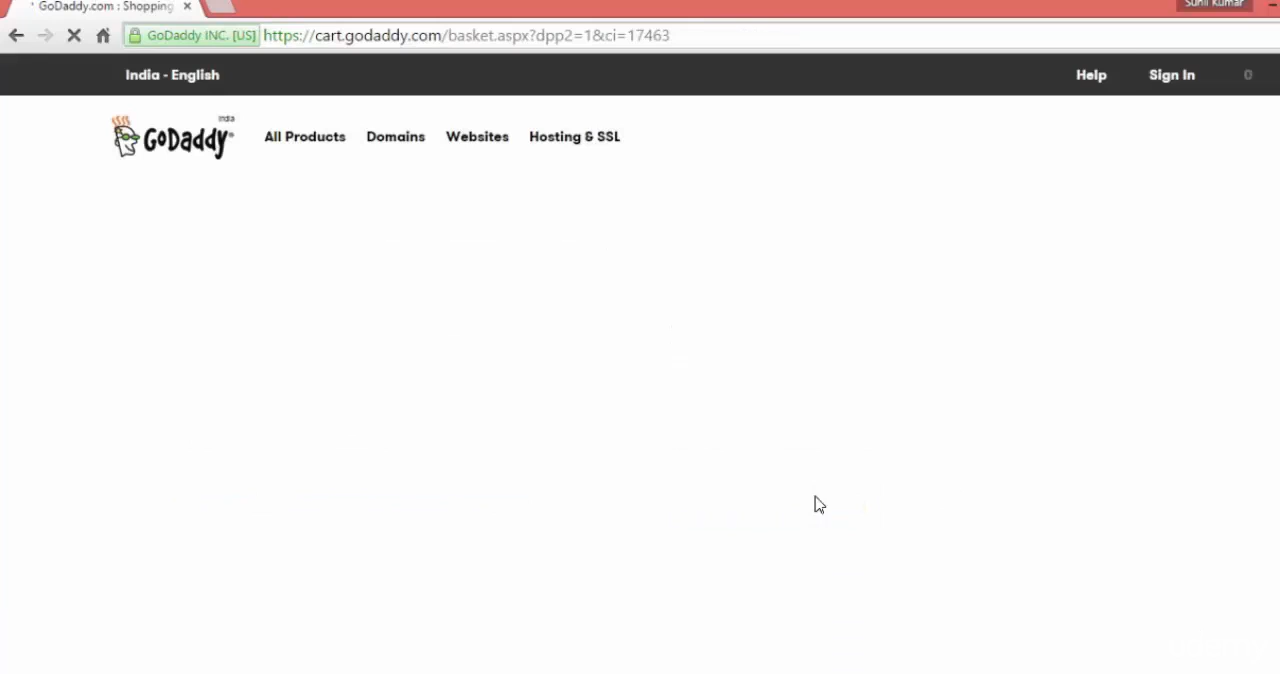 GoDaddy.com : Shopping
Sunil Kumar
GoDaddy INC. [US] https://cart.godaddy.com/basket.aspx?dpp2=1&ci=17463
India - English Help Sign In 0
India
GoDaddy All Products Domains Websites Hosting & SSL